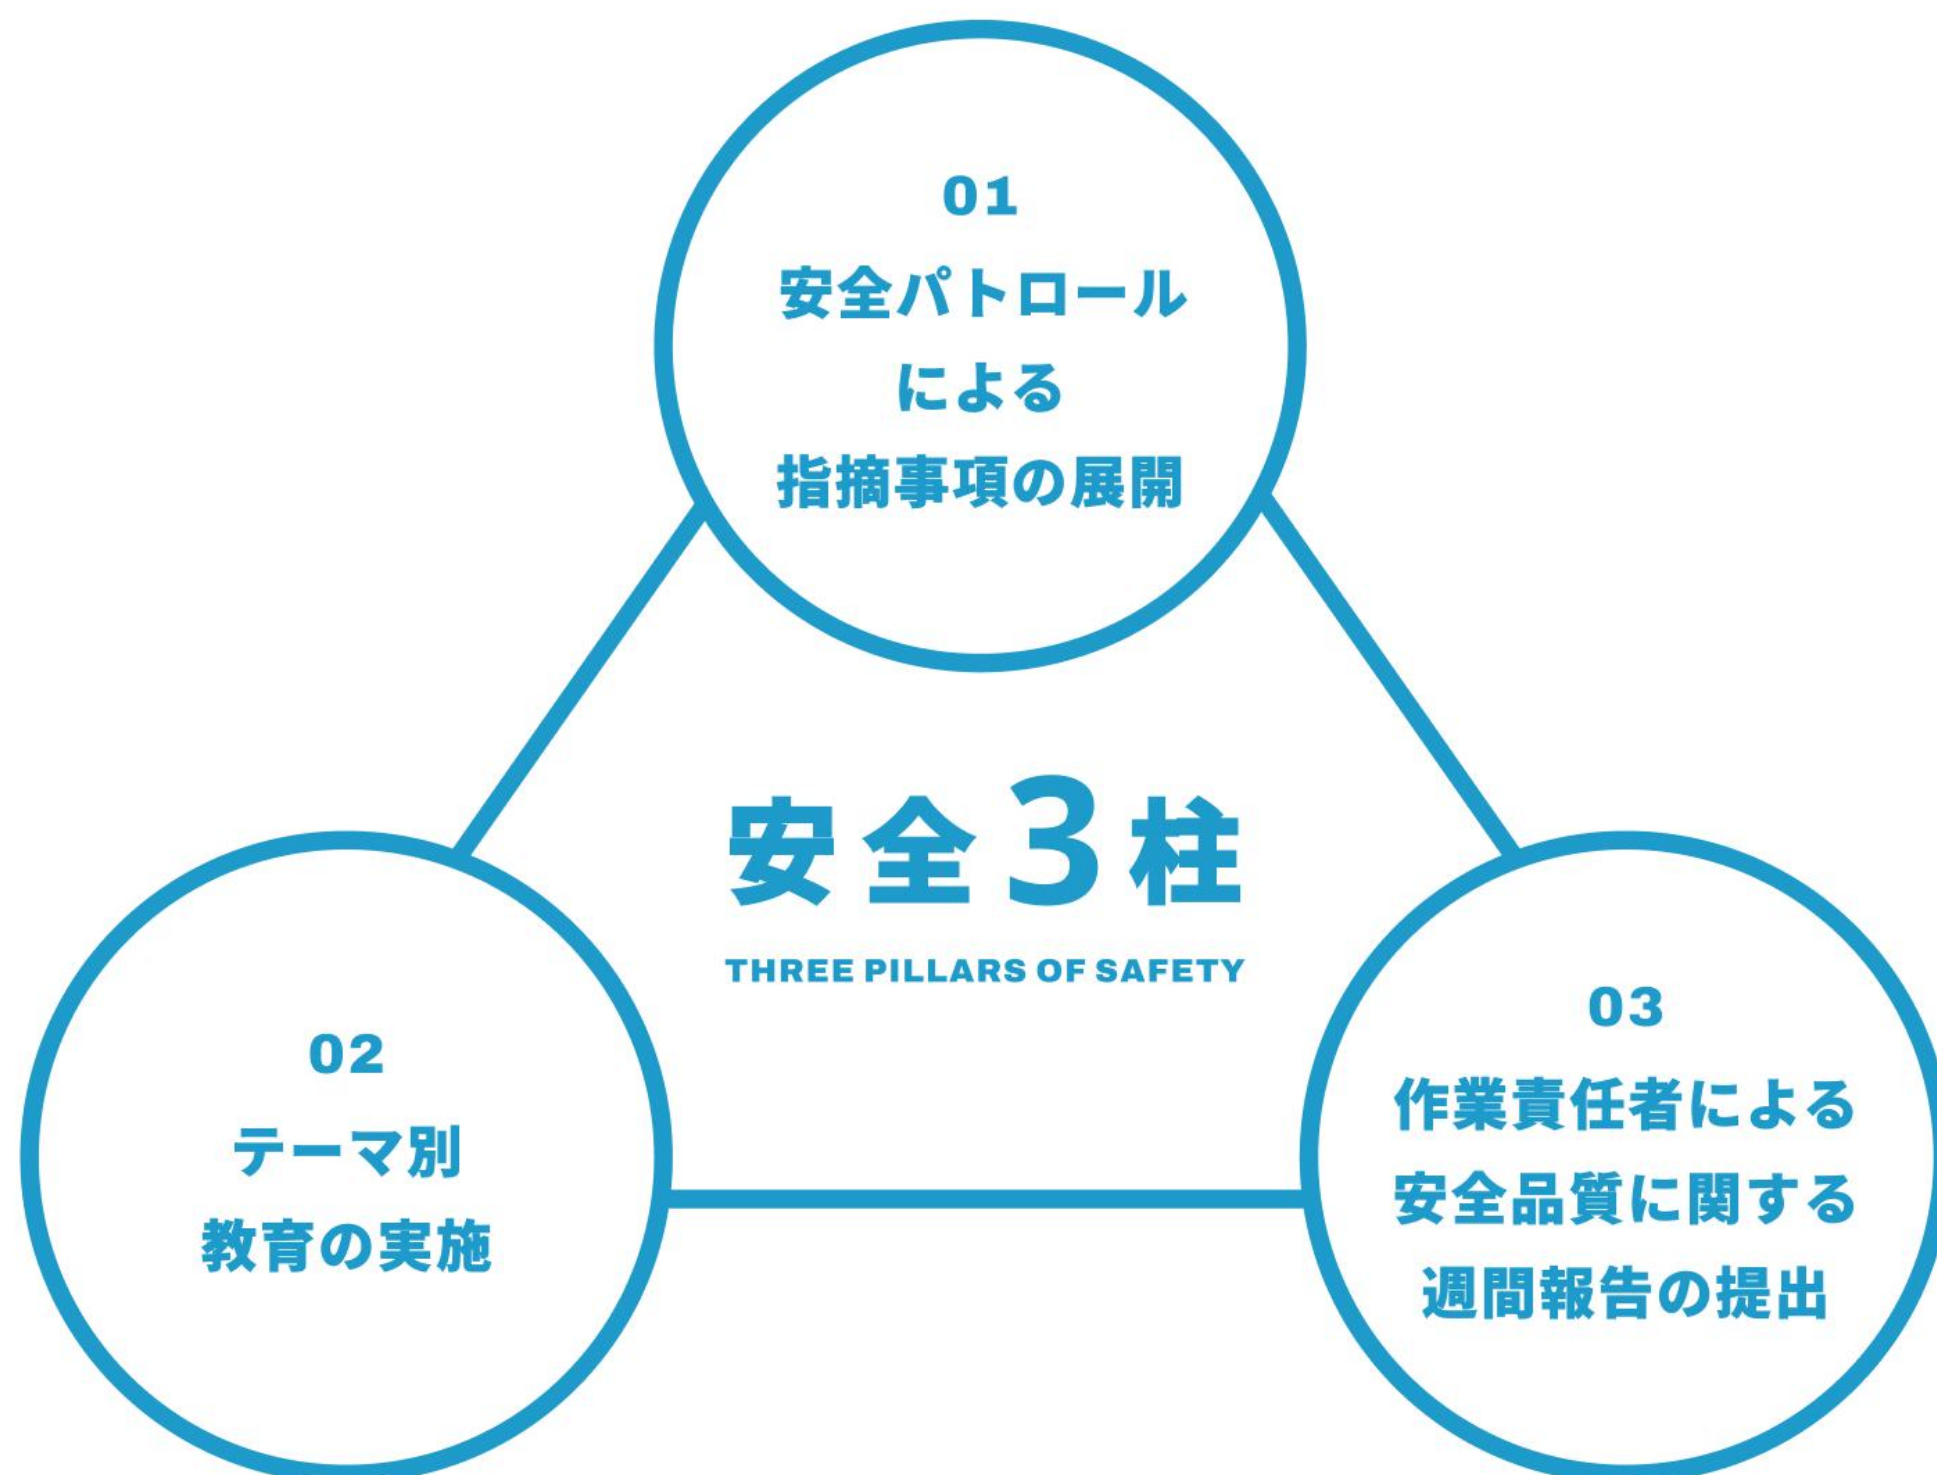 01
安全パトロール
による
指摘事項の展開
安全3柱
THREE PILLARS OF SAFETY
02
テーマ別
教育の実施
03
作業責任者による
安全品質に関する
週間報告の提出